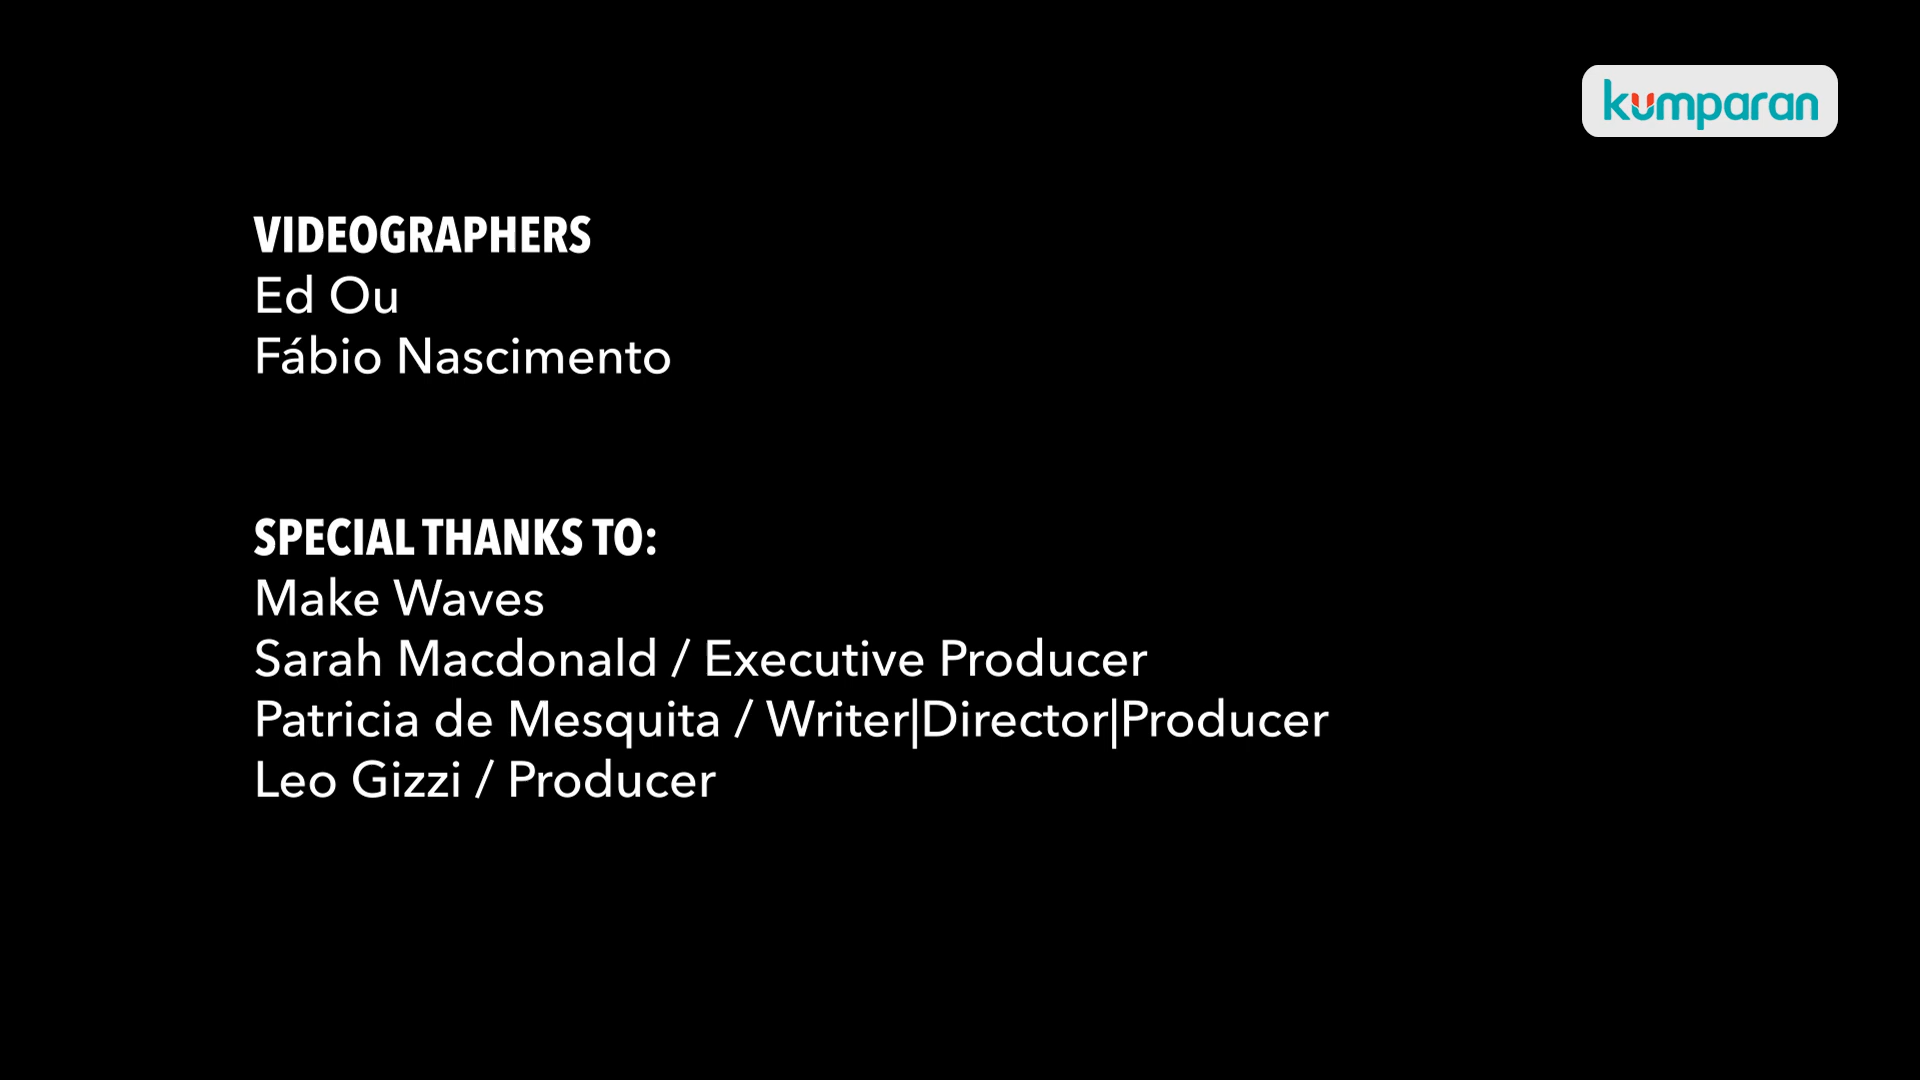 kumparan
VIDEOGRAPHERS
Ed Ou
Fábio Nascimento
SPECIAL THANKS TO:
Make Waves
Sarah Macdonald / Executive Producer
Patricia de Mesquita / Writer|Director|Producer
Leo Gizzi / Producer